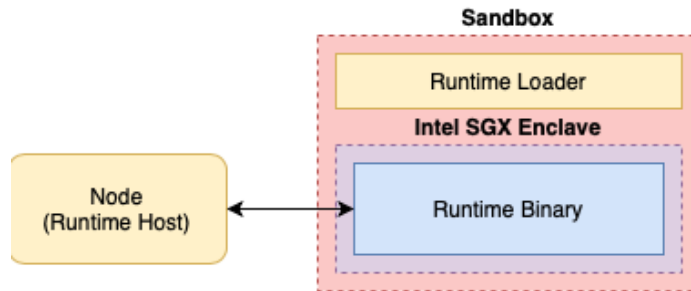 Sandbox
Runtime Loader
Intel SGX Enclave
Node
(Runtime Host)
Runtime Binary